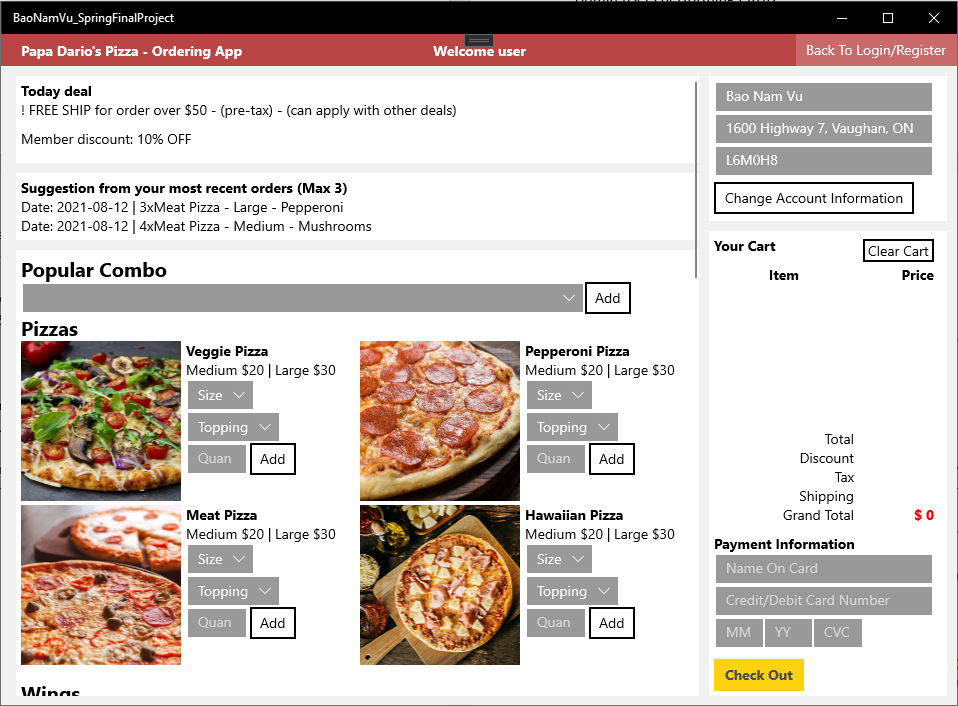 BaoNamVu_SpringFinalProject
Papa Dario's Pizza - Ordering App
Welcome user
Back To Login/Register
Today deal
! FREE SHIP for order over $50 - (pre-tax) - (can apply with other deals)
Member discount: 10% OFF
Suggestion from your most recent orders (Max 3)
Date: 2021-08-12 | 3xMeat Pizza - Large - Pepperoni
Date: 2021-08-12 | 4xMeat Pizza - Medium - Mushrooms
Popular Combo
Add
Pizzas
Veggie Pizza
Medium $20 | Large $30
Size
Topping
Quan Add
Pepperoni Pizza
Medium $20 | Large $30
Size
Topping
Quan Add
Meat Pizza
Medium $20 | Large $30
Size
Topping
Quan Add
Hawaiian Pizza
Medium $20 | Large $30
Size
Topping
Quan Add
Wings
Bao Nam Vu
1600 Highway 7, Vaughan, ON
L6M0H8
Change Account Information
Your Cart Clear Cart
Item Price
Total
Discount
Tax
Shipping
Grand Total $ 0
Payment Information
Name On Card
Credit/Debit Card Number
MM YY CVC
Check Out